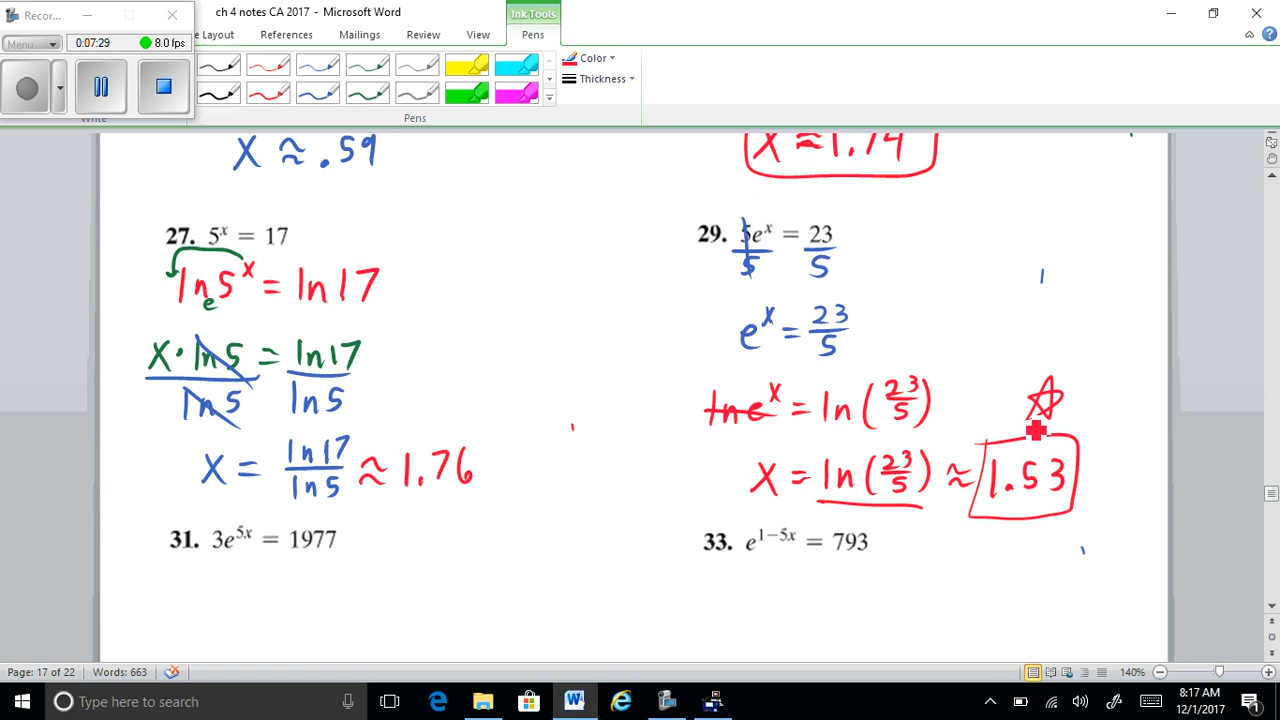 Recor...
ch 4 notes CA 2017 - Microsoft Word
Ink Tools
Menu
0:07:29
8.0 fps
e Layout
References
Mailings
Review
View
Pens
Color
Thickness
Write
Pens
X ≈ .59
X ≈ 1.74
27. 5^x = 17
ln_e 5^x = ln 17
x · ln 5 = ln 17
ln 5 ln 5
x = ln 17 / ln 5 ≈ 1.76
29. 5e^x = 23
5 5
e^x = 23/5
ln e^x = ln (23/5)
x = ln (23/5) ≈ 1.53
31. 3e^{5x} = 1977
33. e^{1−5x} = 793
Page: 17 of 22
Words: 663
140%
Type here to search
8:17 AM
12/1/2017